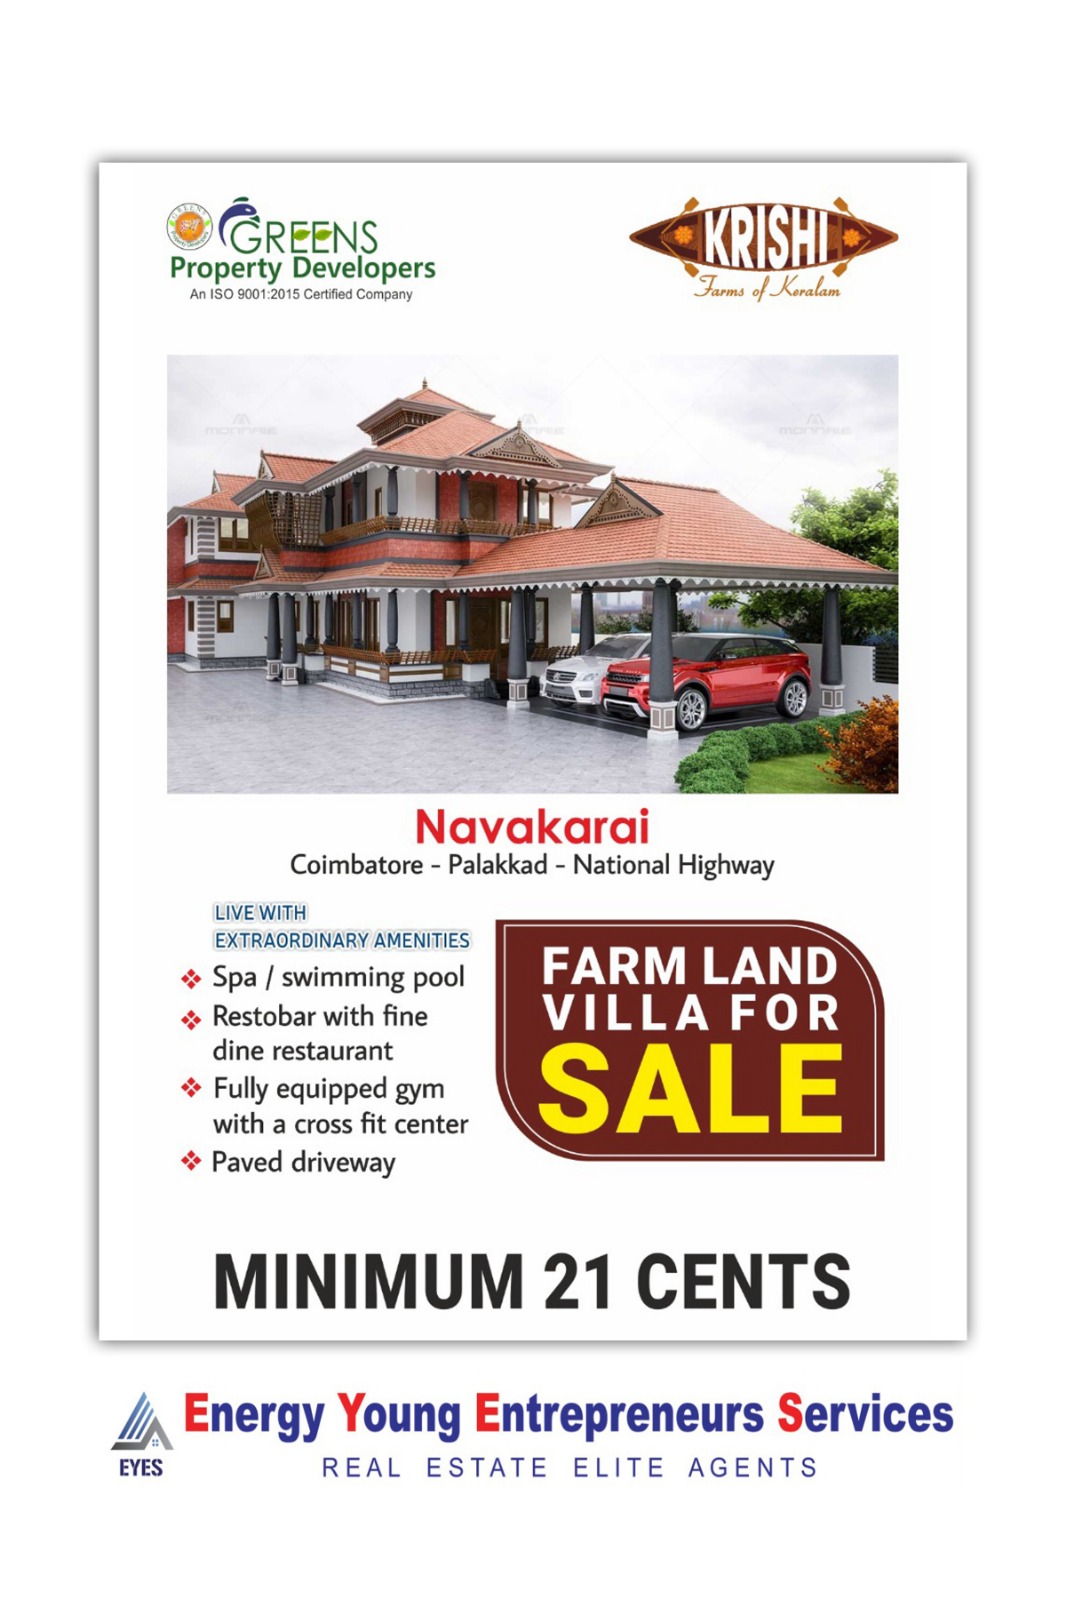 GREENS
Property Developers
An ISO 9001:2015 Certified Company
KRISHI
Farms of Keralam
Navakarai
Coimbatore - Palakkad - National Highway
LIVE WITH
EXTRAORDINARY AMENITIES
Spa / swimming pool
Restobar with fine
dine restaurant
Fully equipped gym
with a cross fit center
Paved driveway
FARM LAND
VILLA FOR
SALE
MINIMUM 21 CENTS
Energy Young Entrepreneurs Services
EYES
REAL ESTATE ELITE AGENTS